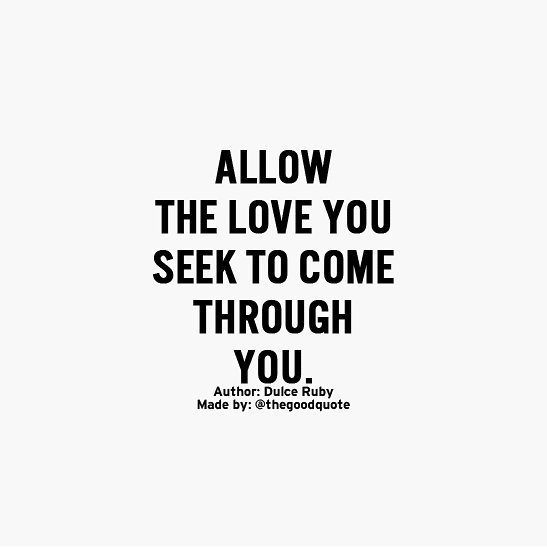 ALLOW
THE LOVE YOU
SEEK TO COME
THROUGH
YOU.
Author: Dulce Ruby
Made by: @thegoodquote